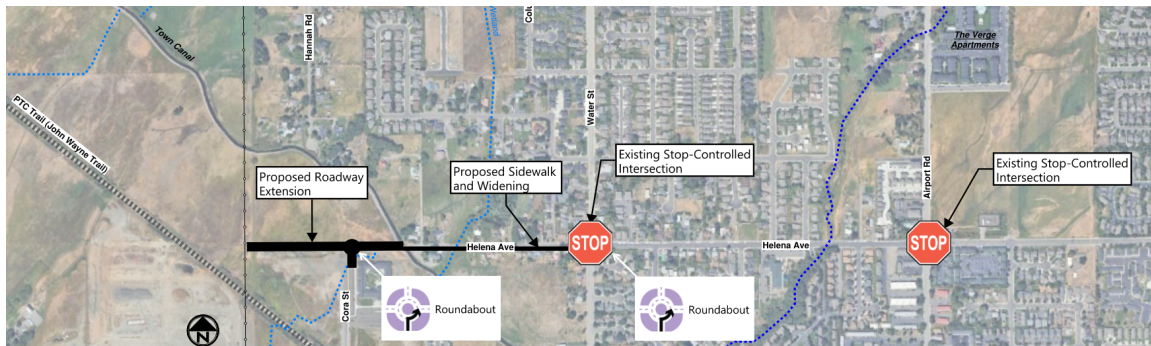 Town Canal
Hannah Rd
Colu
Wetland
Water St
The Verge
Apartments
PTC Trail (John Wayne Trail)
Airport Rd
Existing Stop-Controlled
Intersection
Proposed Roadway
Extension
Proposed Sidewalk
and Widening
Existing Stop-Controlled
Intersection
Helena Ave
STOP
Helena Ave
STOP
Cora St
Roundabout
Roundabout
N